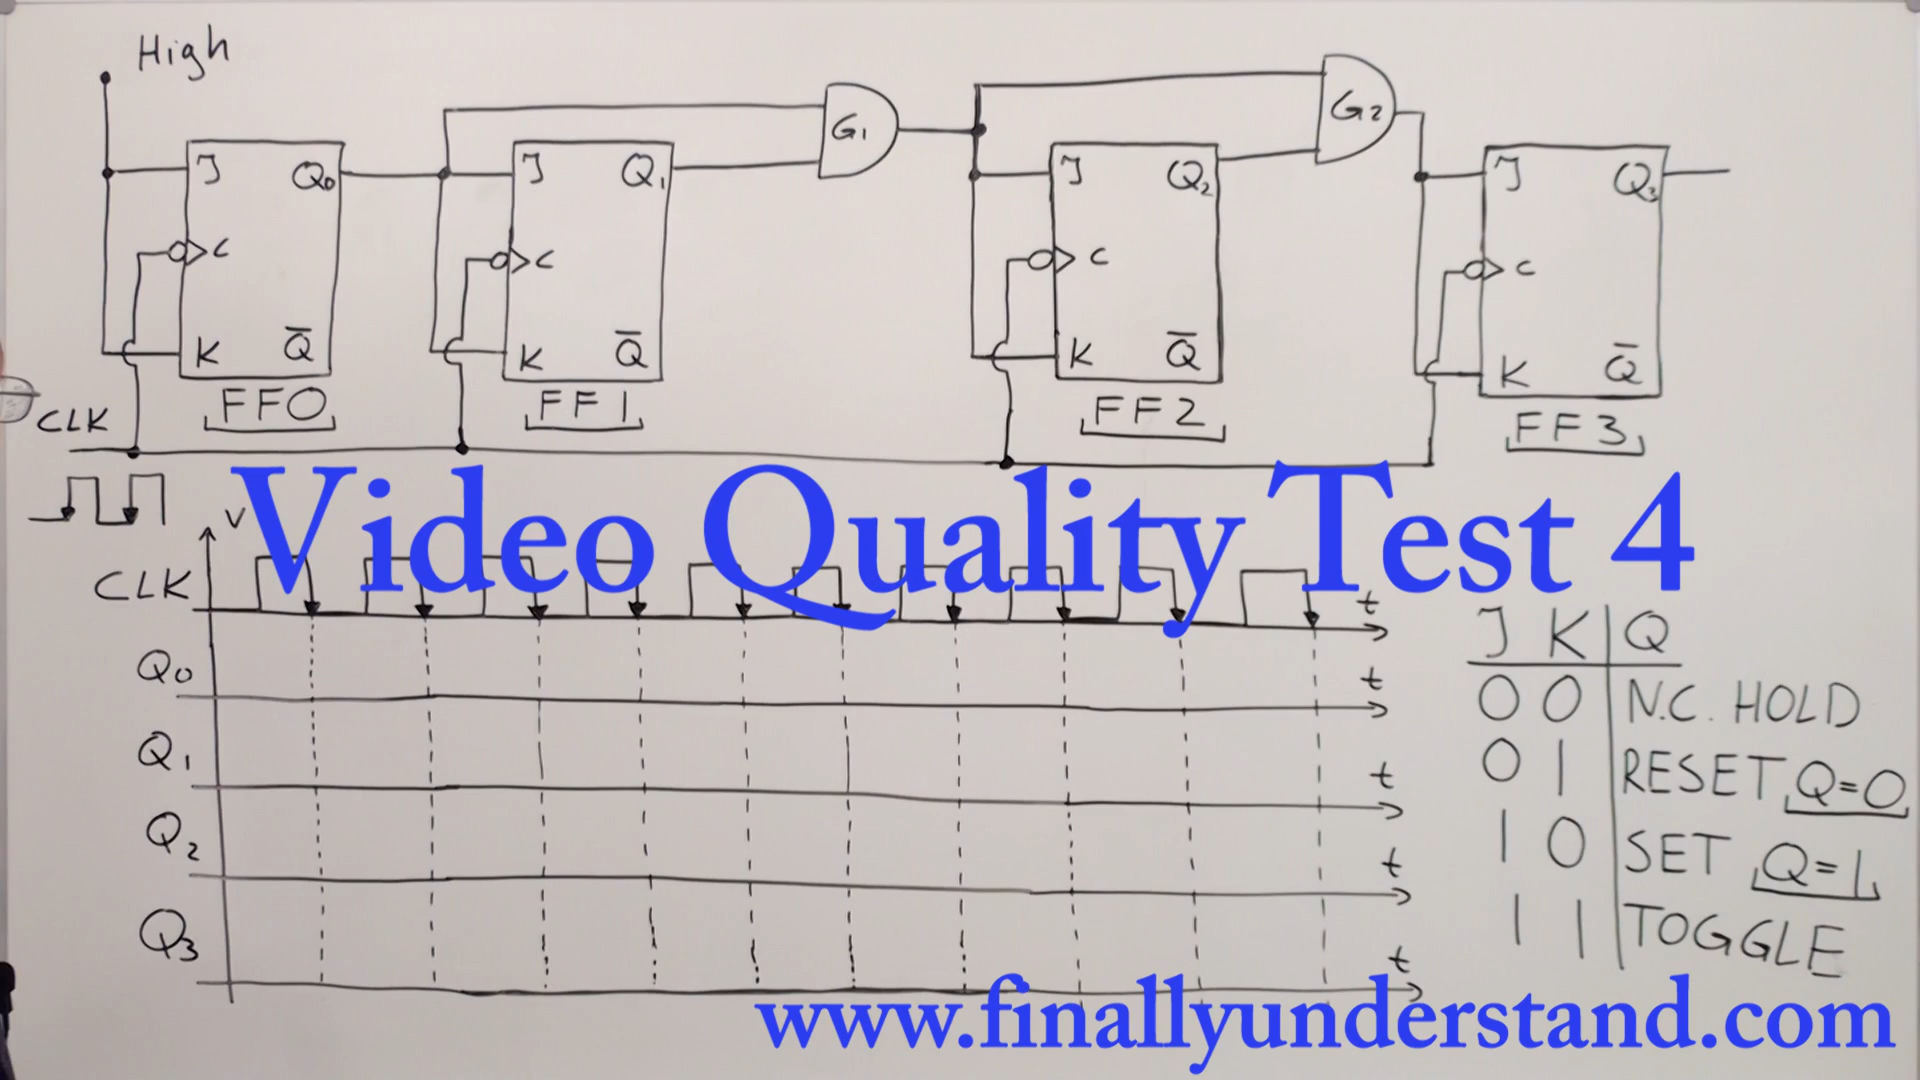 High
G1
G2
J Q0
J Q1
J Q2
J Q3
C
C
C
C
K Q̅
K Q̅
K Q̅
K Q̅
FF0
FF1
FF2
FF3
CLK
Video Quality Test 4
V
CLK
t
Q0
t
Q1
t
Q2
t
Q3
t
J K Q
0 0 N.C. HOLD
0 1 RESET Q=0
1 0 SET Q=1
1 1 TOGGLE
www.finallyunderstand.com